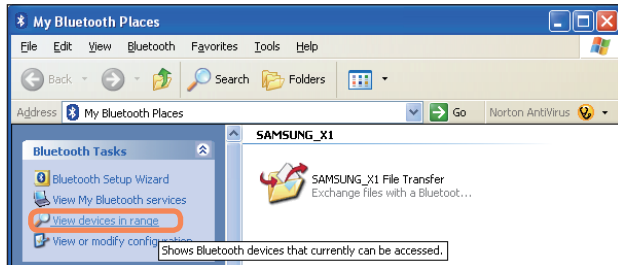 My Bluetooth Places
File Edit View Bluetooth Favorites Tools Help
Back Search Folders
Address My Bluetooth Places Go Norton AntiVirus
SAMSUNG_X1
Bluetooth Tasks
Bluetooth Setup Wizard
View My Bluetooth services
View devices in range
View or modify
SAMSUNG_X1 File Transfer
Exchange files with a Bluetoot...
Shows Bluetooth devices that currently can be accessed.